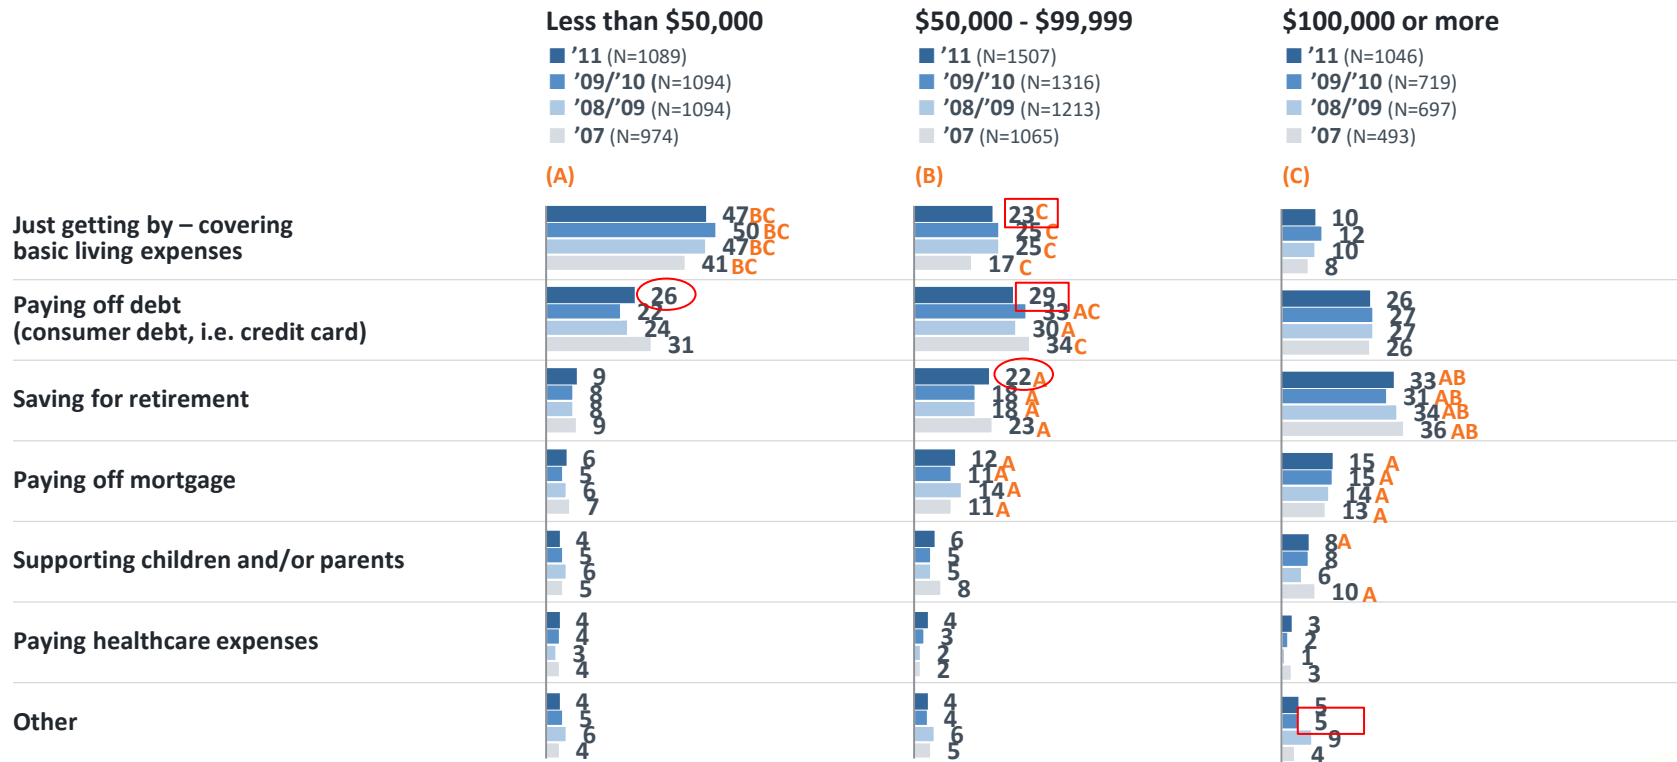 Less than $50,000
$50,000 - $99,999
$100,000 or more
’11 (N=1089)
’09/’10 (N=1094)
’08/’09 (N=1094)
’07 (N=974)
’11 (N=1507)
’09/’10 (N=1316)
’08/’09 (N=1213)
’07 (N=1065)
’11 (N=1046)
’09/’10 (N=719)
’08/’09 (N=697)
’07 (N=493)
(A)
(B)
(C)
Just getting by – covering
basic living expenses
47 BC
50 BC
47 BC
41 BC
23 C
25 C
25 C
17 C
10
12
10
8
Paying off debt
(consumer debt, i.e. credit card)
26
22
24
31
29
33 AC
30 A
34 C
26
27
27
26
Saving for retirement
9
8
8
9
22 A
18 A
18 A
23 A
33 AB
31 AB
34 AB
36 AB
Paying off mortgage
6
5
6
7
12 A
11 A
14 A
11 A
15 A
15 A
14 A
13 A
Supporting children and/or parents
4
5
6
5
6
5
5
8
8 A
8
6
10 A
Paying healthcare expenses
4
4
3
4
4
3
2
2
3
2
1
3
Other
4
5
6
4
4
4
6
5
5
5
9
4